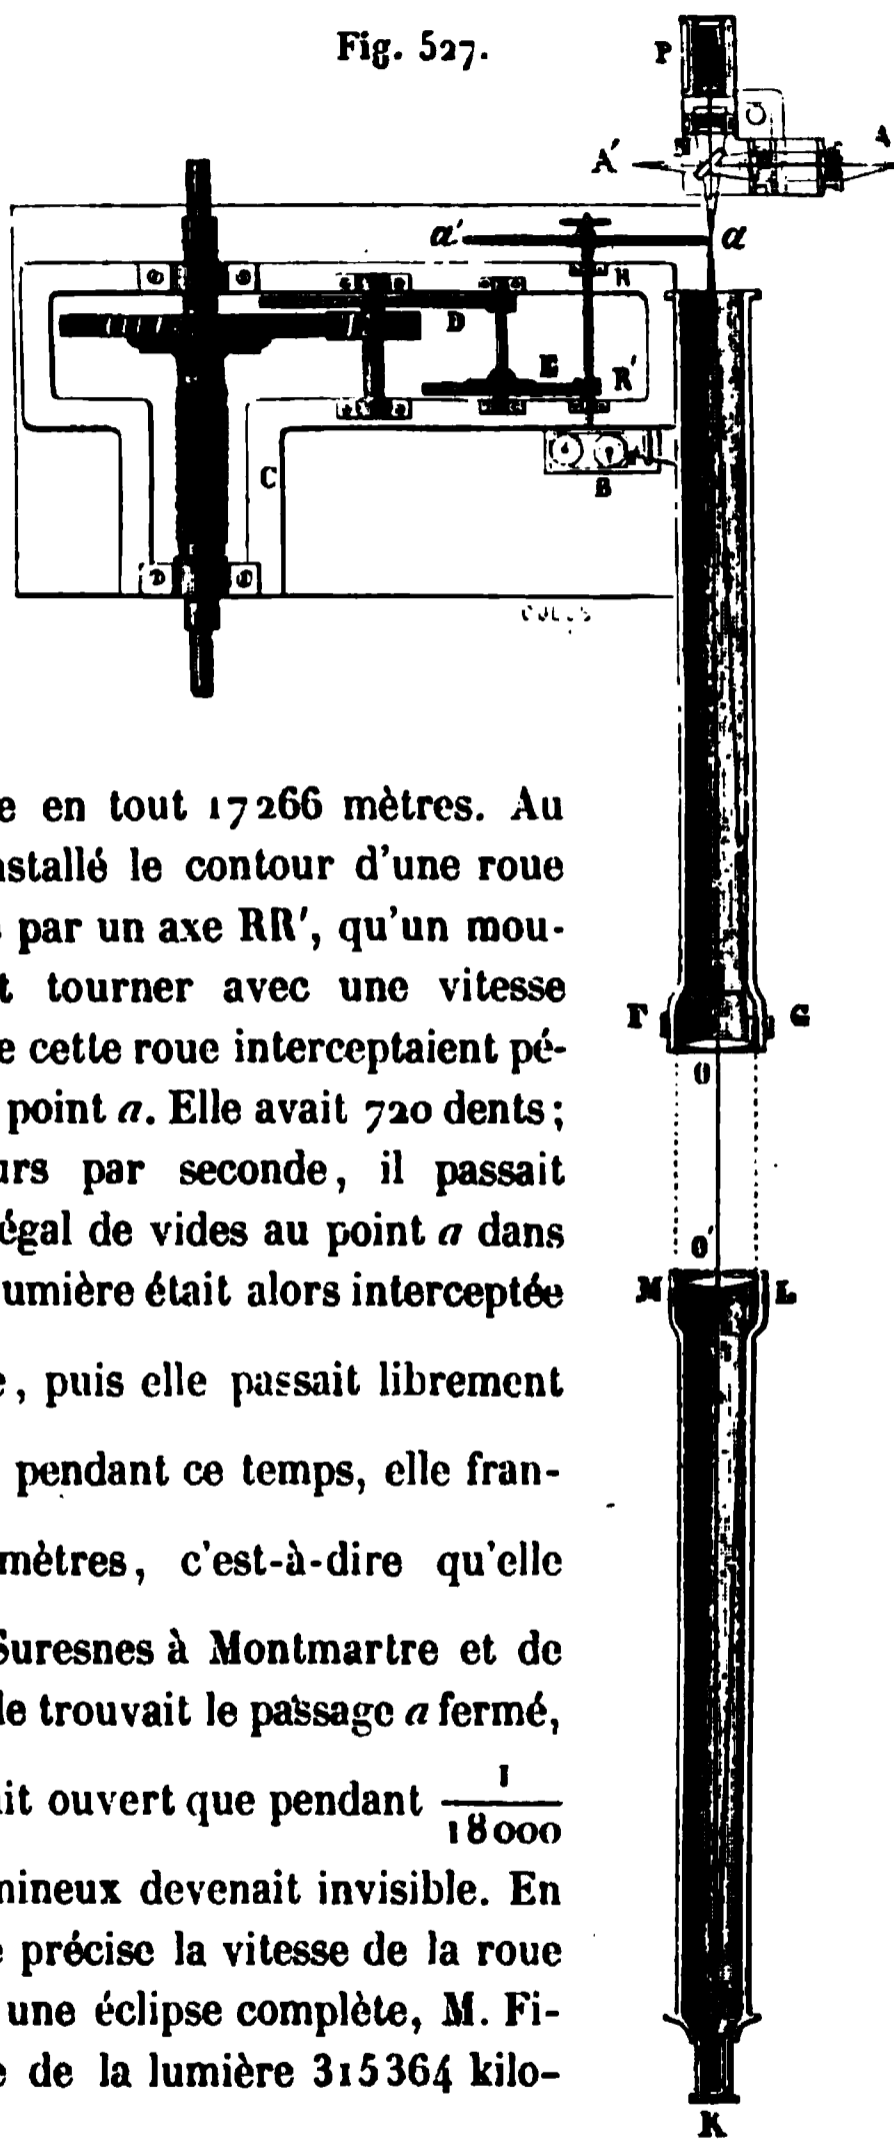 Fig. 527.
P
A' A
a' a
H
D
E R'
C
B
e en tout 17266 mètres. Au
nstallé le contour d'une roue
s par un axe RR', qu'un mou-
t tourner avec une vitesse
F G
e cette roue interceptaient pé-
O
point a. Elle avait 720 dents;
urs par seconde, il passait
égal de vides au point a dans
O'
umière était alors interceptée
M L
e, puis elle passait librement
pendant ce temps, elle fran-
mètres, c'est-à-dire qu'elle
Suresnes à Montmartre et de
le trouvait le passage a fermé,
it ouvert que pendant 1/18000
mineux devenait invisible. En
e précise la vitesse de la roue
une éclipse complète, M. Fi-
e de la lumière 315364 kilo-
K